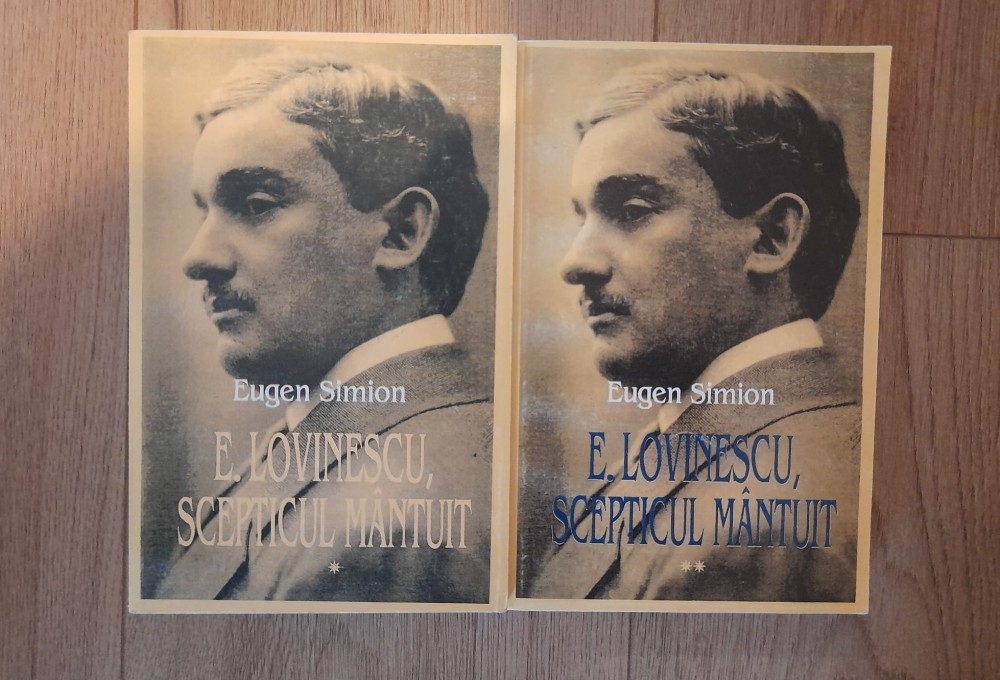 Eugen Simion
E. LOVINESCU,
SCEPTICUL MÂNTUIT
*
Eugen Simion
E. LOVINESCU,
SCEPTICUL MÂNTUIT
**